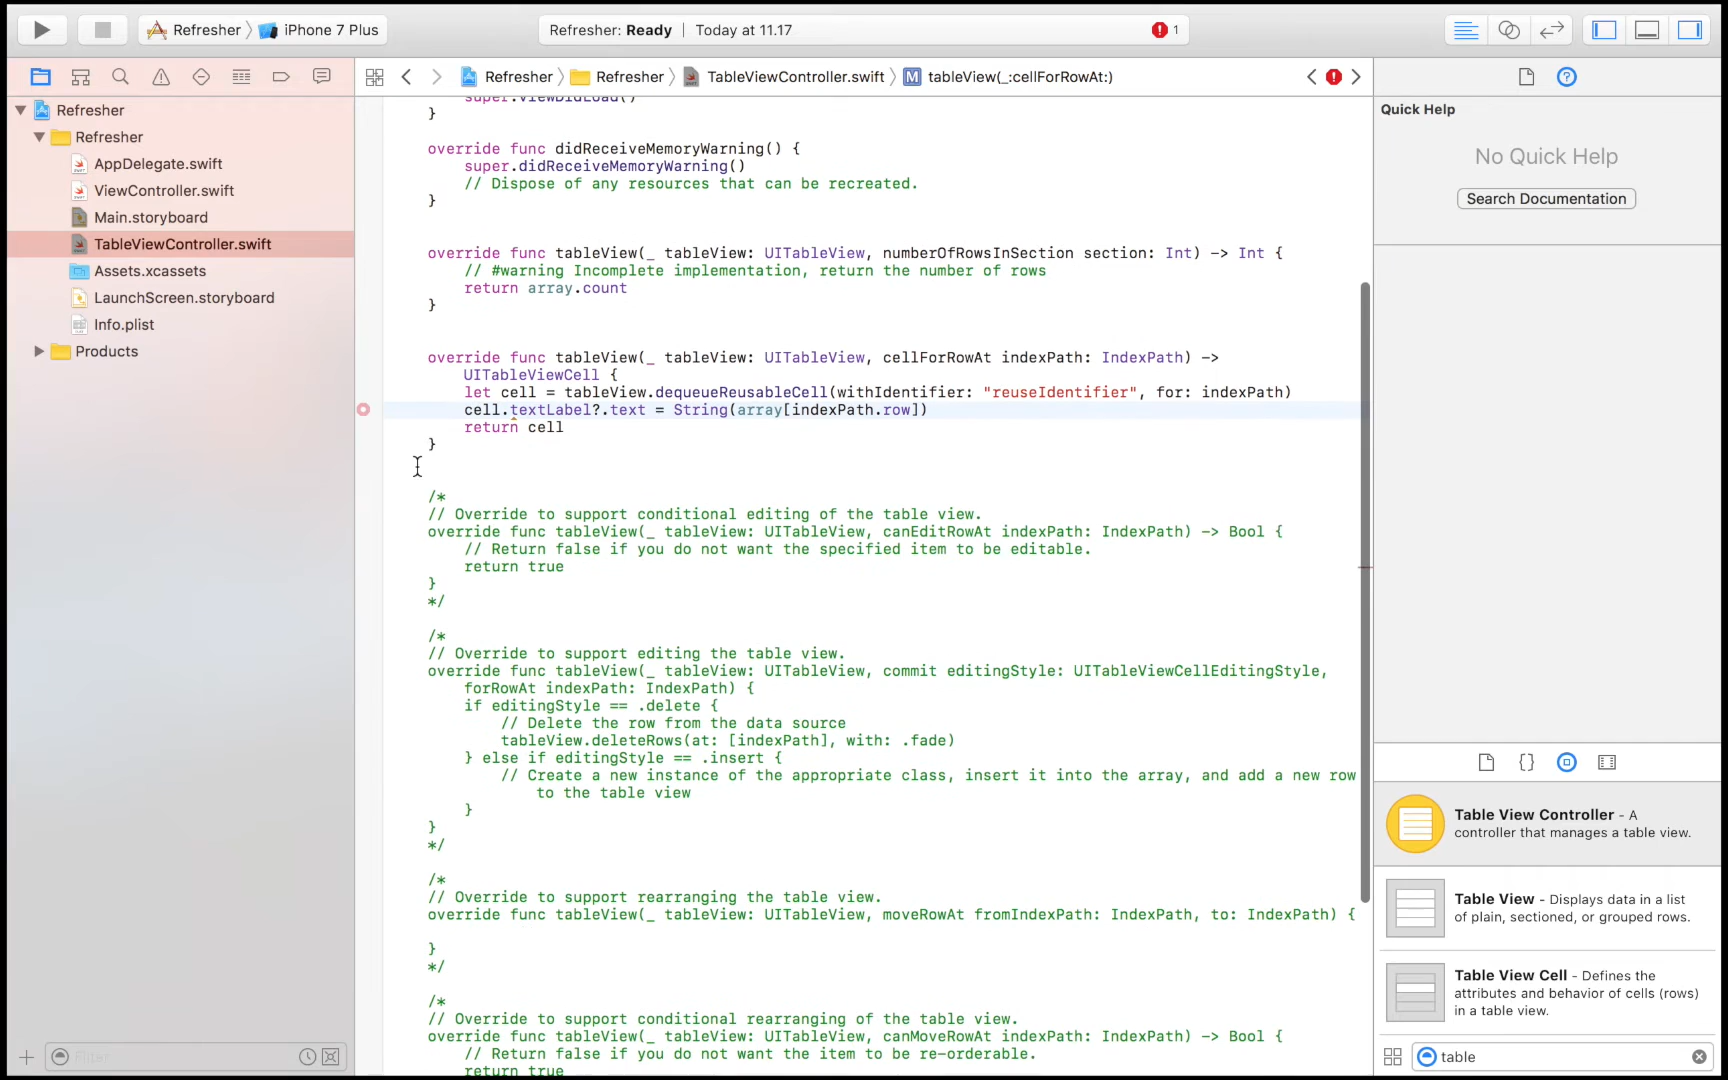 Refresher iPhone 7 Plus
Refresher: Ready Today at 11.17
1
Refresher Refresher TableViewController.swift M tableView(_:cellForRowAt:)
Refresher
Refresher
AppDelegate.swift
ViewController.swift
Main.storyboard
TableViewController.swift
Assets.xcassets
LaunchScreen.storyboard
Info.plist
Products
Filter
super.viewDidLoad()
}
override func didReceiveMemoryWarning() {
super.didReceiveMemoryWarning()
// Dispose of any resources that can be recreated.
}
override func tableView(_ tableView: UITableView, numberOfRowsInSection section: Int) -> Int {
// #warning Incomplete implementation, return the number of rows
return array.count
}
override func tableView(_ tableView: UITableView, cellForRowAt indexPath: IndexPath) ->
UITableViewCell {
let cell = tableView.dequeueReusableCell(withIdentifier: "reuseIdentifier", for: indexPath)
cell.textLabel?.text = String(array[indexPath.row])
return cell
}
/*
// Override to support conditional editing of the table view.
override func tableView(_ tableView: UITableView, canEditRowAt indexPath: IndexPath) -> Bool {
// Return false if you do not want the specified item to be editable.
return true
}
*/
/*
// Override to support editing the table view.
override func tableView(_ tableView: UITableView, commit editingStyle: UITableViewCellEditingStyle,
forRowAt indexPath: IndexPath) {
if editingStyle == .delete {
// Delete the row from the data source
tableView.deleteRows(at: [indexPath], with: .fade)
} else if editingStyle == .insert {
// Create a new instance of the appropriate class, insert it into the array, and add a new row
to the table view
}
}
*/
/*
// Override to support rearranging the table view.
override func tableView(_ tableView: UITableView, moveRowAt fromIndexPath: IndexPath, to: IndexPath) {
}
*/
/*
// Override to support conditional rearranging of the table view.
override func tableView(_ tableView: UITableView, canMoveRowAt indexPath: IndexPath) -> Bool {
// Return false if you do not want the item to be re-orderable.
return true
Quick Help
No Quick Help
Search Documentation
Table View Controller - A
controller that manages a table view.
Table View - Displays data in a list
of plain, sectioned, or grouped rows.
Table View Cell - Defines the
attributes and behavior of cells (rows)
in a table view.
table